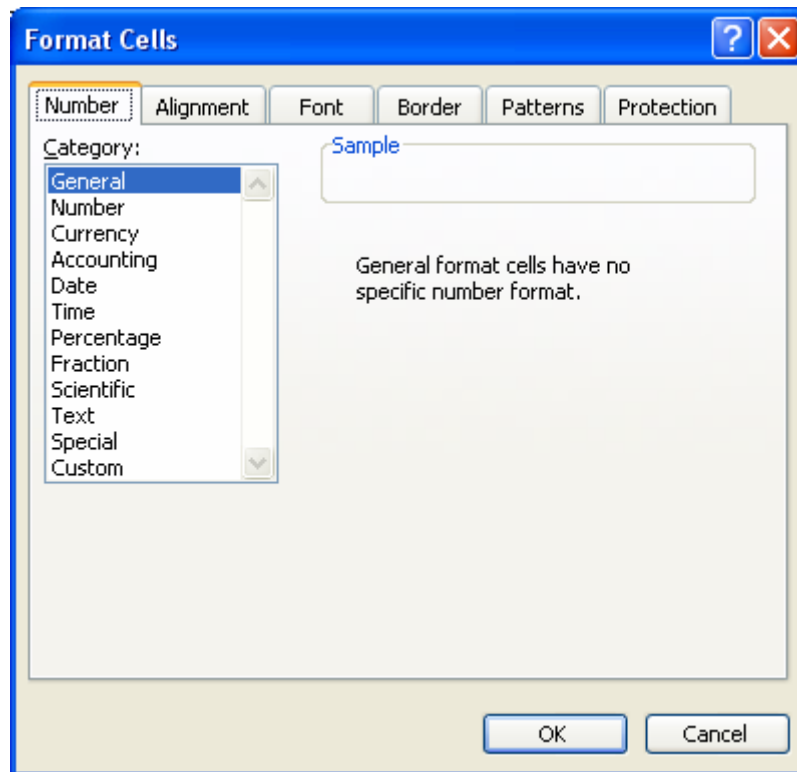 Format Cells
?
Number Alignment Font Border Patterns Protection
Category:
General
Number
Currency
Accounting
Date
Time
Percentage
Fraction
Scientific
Text
Special
Custom
Sample
General format cells have no
specific number format.
OK Cancel